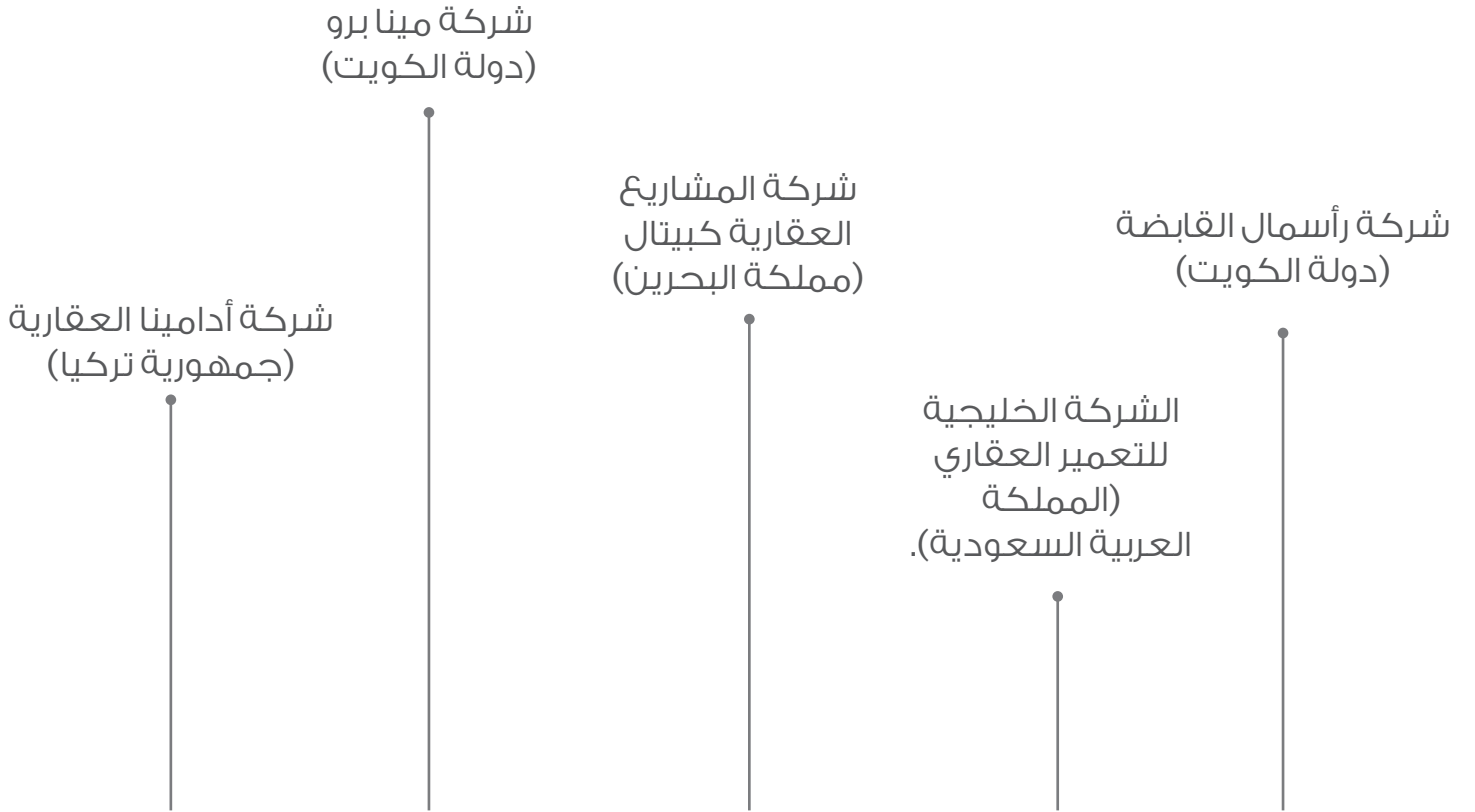 شركة رأسمال القابضة
(دولة الكويت)
الشركة الخليجية
للتعمير العقاري
(المملكة
العربية السعودية).
شركة المشاريع
العقارية كبيتال
(مملكة البحرين)
شركة مينا برو
(دولة الكويت)
شركة أدامينا العقارية
(جمهورية تركيا)